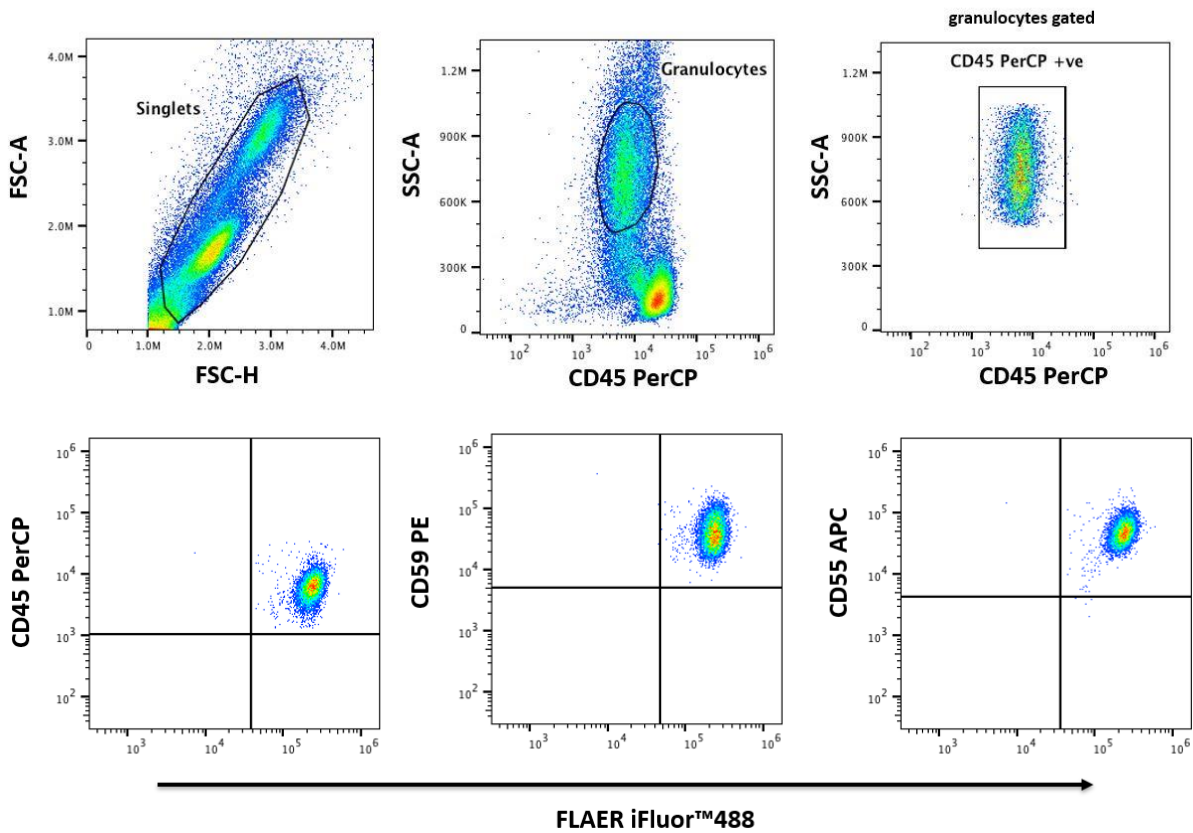 granulocytes gated
4.0M
3.0M
2.0M
1.0M
Singlets
0 1.0M 2.0M 3.0M 4.0M
FSC-A
FSC-H
1.2M
900K
600K
300K
0
Granulocytes
10² 10³ 10⁴ 10⁵ 10⁶
SSC-A
CD45 PerCP
1.2M
900K
600K
300K
0
CD45 PerCP +ve
10² 10³ 10⁴ 10⁵ 10⁶
SSC-A
CD45 PerCP
10⁶
10⁵
10⁴
10³
10²
10³ 10⁴ 10⁵ 10⁶
CD45 PerCP
10⁶
10⁵
10⁴
10³
10²
10³ 10⁴ 10⁵ 10⁶
CD59 PE
10⁶
10⁵
10⁴
10³
10²
10³ 10⁴ 10⁵ 10⁶
CD55 APC
FLAER iFluor™488